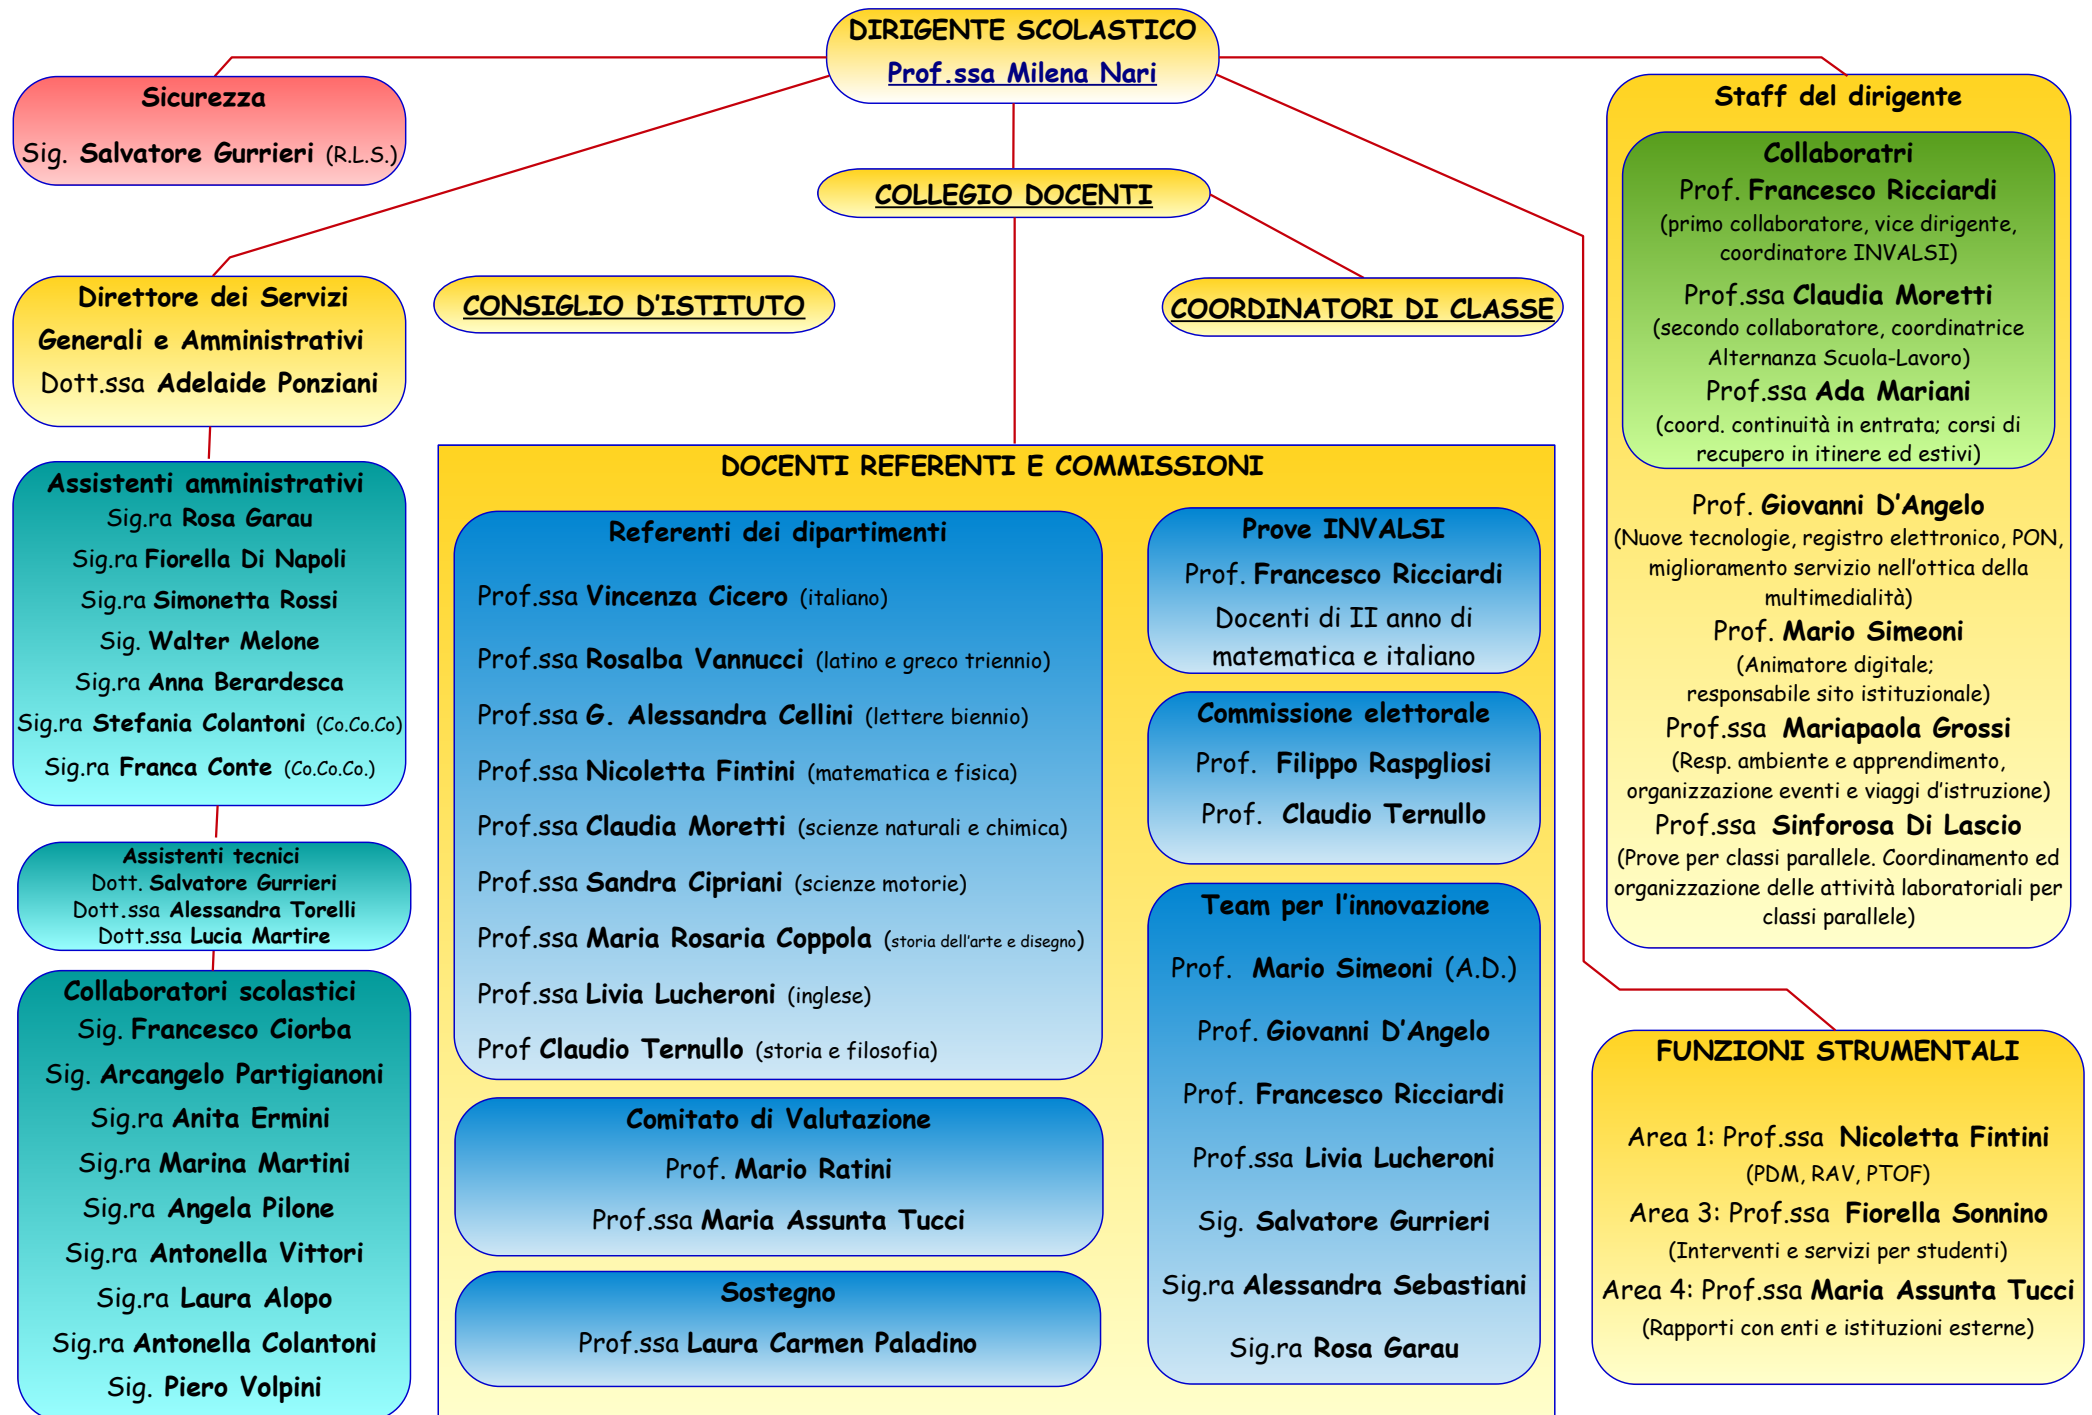 DIRIGENTE SCOLASTICO
Prof.ssa Milena Nari
Sicurezza
Sig. Salvatore Gurrieri (R.L.S.)
COLLEGIO DOCENTI
CONSIGLIO D'ISTITUTO
COORDINATORI DI CLASSE
Direttore dei Servizi
Generali e Amministrativi
Dott.ssa Adelaide Ponziani
Assistenti amministrativi
Sig.ra Rosa Garau
Sig.ra Fiorella Di Napoli
Sig.ra Simonetta Rossi
Sig. Walter Melone
Sig.ra Anna Berardesca
Sig.ra Stefania Colantoni (Co.Co.Co)
Sig.ra Franca Conte (Co.Co.Co.)
Assistenti tecnici
Dott. Salvatore Gurrieri
Dott.ssa Alessandra Torelli
Dott.ssa Lucia Martire
Collaboratori scolastici
Sig. Francesco Ciorba
Sig. Arcangelo Partigianoni
Sig.ra Anita Ermini
Sig.ra Marina Martini
Sig.ra Angela Pilone
Sig.ra Antonella Vittori
Sig.ra Laura Alopo
Sig.ra Antonella Colantoni
Sig. Piero Volpini
DOCENTI REFERENTI E COMMISSIONI
Referenti dei dipartimenti
Prof.ssa Vincenza Cicero (italiano)
Prof.ssa Rosalba Vannucci (latino e greco triennio)
Prof.ssa G. Alessandra Cellini (lettere biennio)
Prof.ssa Nicoletta Fintini (matematica e fisica)
Prof.ssa Claudia Moretti (scienze naturali e chimica)
Prof.ssa Sandra Cipriani (scienze motorie)
Prof.ssa Maria Rosaria Coppola (storia dell'arte e disegno)
Prof.ssa Livia Lucheroni (inglese)
Prof Claudio Ternullo (storia e filosofia)
Comitato di Valutazione
Prof. Mario Ratini
Prof.ssa Maria Assunta Tucci
Sostegno
Prof.ssa Laura Carmen Paladino
Prove INVALSI
Prof. Francesco Ricciardi
Docenti di II anno di
matematica e italiano
Commissione elettorale
Prof. Filippo Raspgliosi
Prof. Claudio Ternullo
Team per l'innovazione
Prof. Mario Simeoni (A.D.)
Prof. Giovanni D’Angelo
Prof. Francesco Ricciardi
Prof.ssa Livia Lucheroni
Sig. Salvatore Gurrieri
Sig.ra Alessandra Sebastiani
Sig.ra Rosa Garau
Staff del dirigente
Collaboratri
Prof. Francesco Ricciardi
(primo collaboratore, vice dirigente,
coordinatore INVALSI)
Prof.ssa Claudia Moretti
(secondo collaboratore, coordinatrice
Alternanza Scuola-Lavoro)
Prof.ssa Ada Mariani
(coord. continuità in entrata; corsi di
recupero in itinere ed estivi)
Prof. Giovanni D’Angelo
(Nuove tecnologie, registro elettronico, PON,
miglioramento servizio nell’ottica della
multimedialità)
Prof. Mario Simeoni
(Animatore digitale;
responsabile sito istituzionale)
Prof.ssa Mariapaola Grossi
(Resp. ambiente e apprendimento,
organizzazione eventi e viaggi d’istruzione)
Prof.ssa Sinforosa Di Lascio
(Prove per classi parallele. Coordinamento ed
organizzazione delle attività laboratoriali per
classi parallele)
FUNZIONI STRUMENTALI
Area 1: Prof.ssa Nicoletta Fintini
(PDM, RAV, PTOF)
Area 3: Prof.ssa Fiorella Sonnino
(Interventi e servizi per studenti)
Area 4: Prof.ssa Maria Assunta Tucci
(Rapporti con enti e istituzioni esterne)